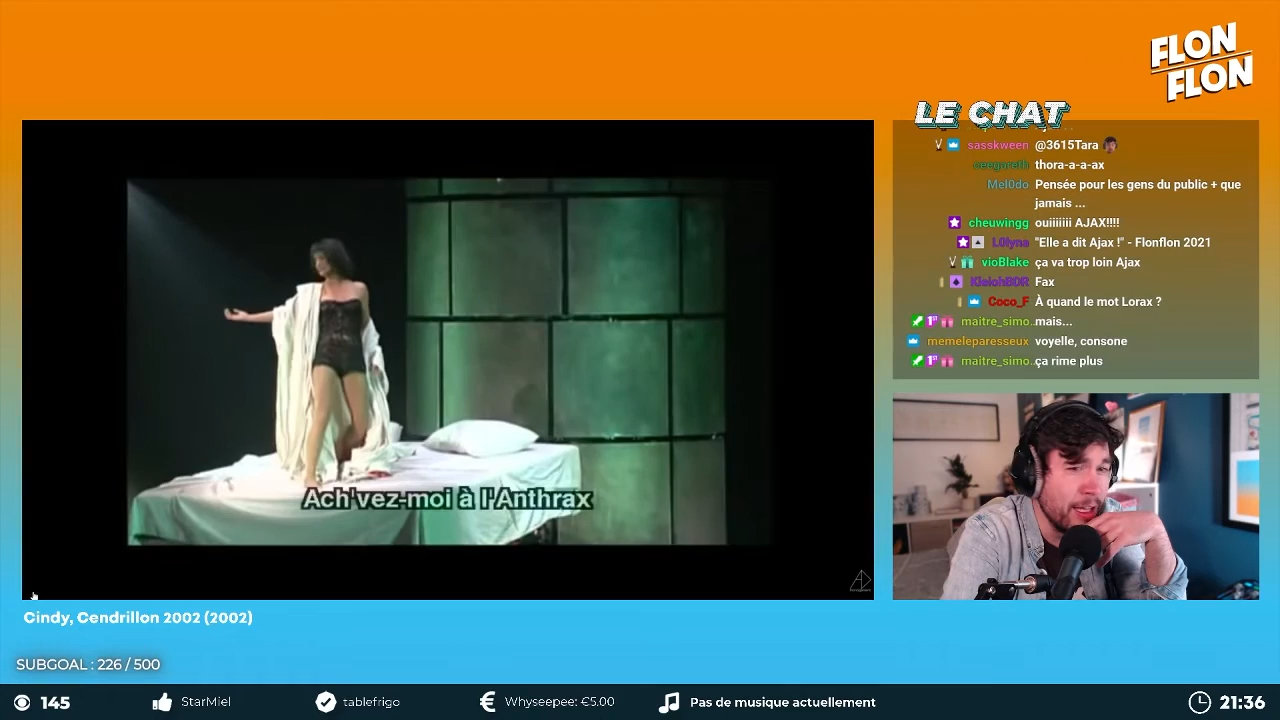 FLON
FLON
LE CHAT
sasskween @3615Tara
ceegareth thora-a-a-ax
Mel0do Pensée pour les gens du public + que
jamais ...
cheuwingg ouiiiiiii AJAX!!!!
L0lyna "Elle a dit Ajax !" - Flonflon 2021
vioBlake ça va trop loin Ajax
Fax
Coco_F À quand le mot Lorax ?
maitre_simo.. mais...
memeleparesseux voyelle, consone
maitre_simo.. ça rime plus
Ach'vez-moi à l'Anthrax
Cindy, Cendrillon 2002 (2002)
SUBGOAL : 226 / 500
145 StarMiel tablefrigo € Whyseepee: €5.00 Pas de musique actuellement 21:36